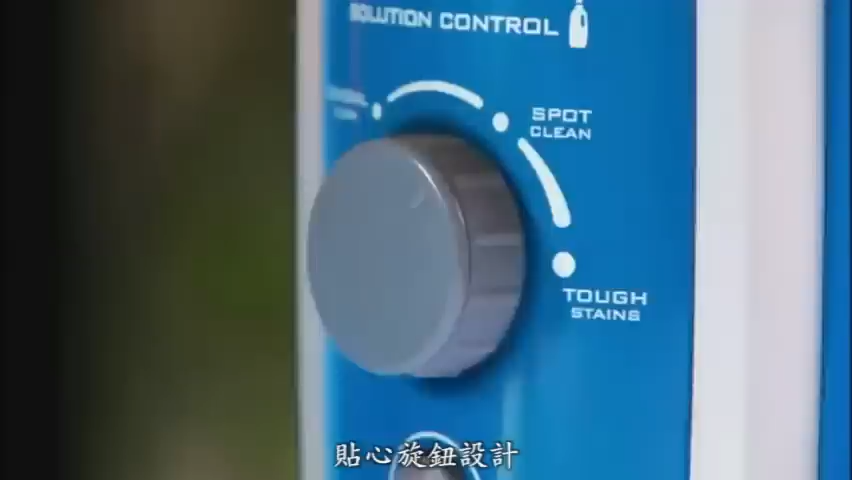 SOLUTION CONTROL
SPOT
CLEAN
TOUGH
STAINS
貼心旋鈕設計